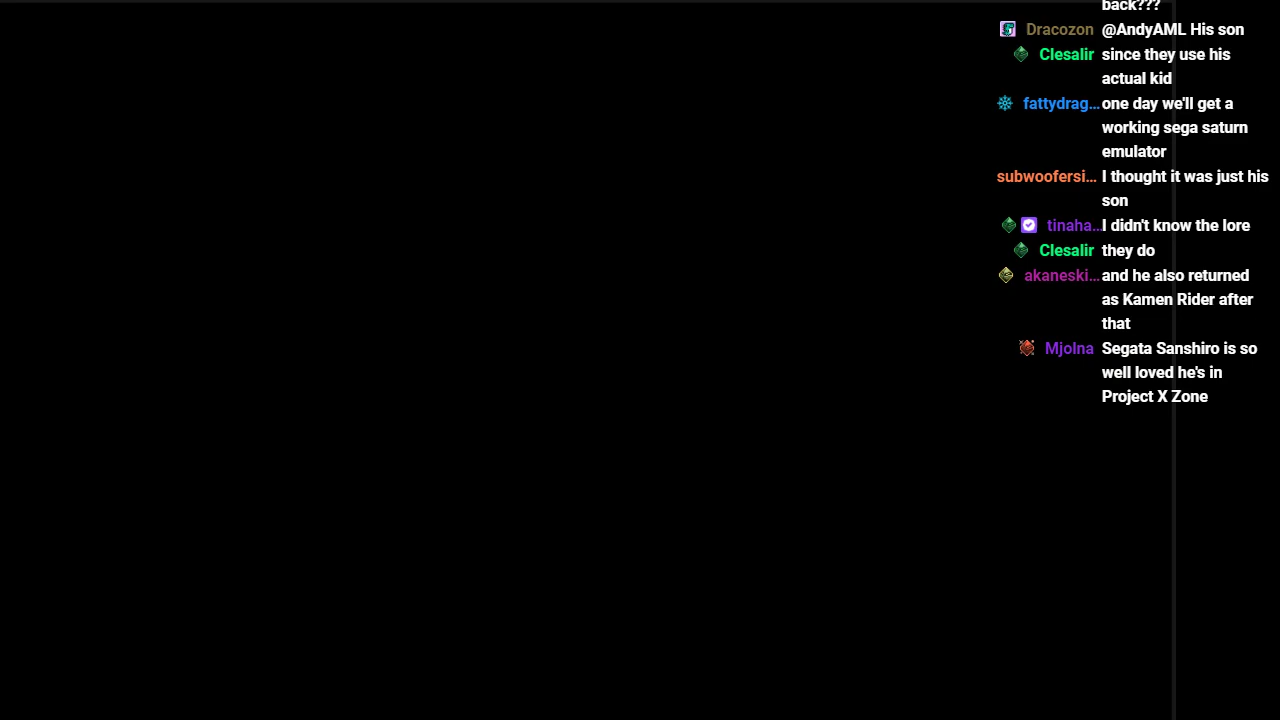 back???
Dracozon @AndyAML His son
Clesalir since they use his
actual kid
fattydrag… one day we'll get a
working sega saturn
emulator
subwoofersi… I thought it was just his
son
tinaha… I didn't know the lore
Clesalir they do
akaneski… and he also returned
as Kamen Rider after
that
Mjolna Segata Sanshiro is so
well loved he's in
Project X Zone